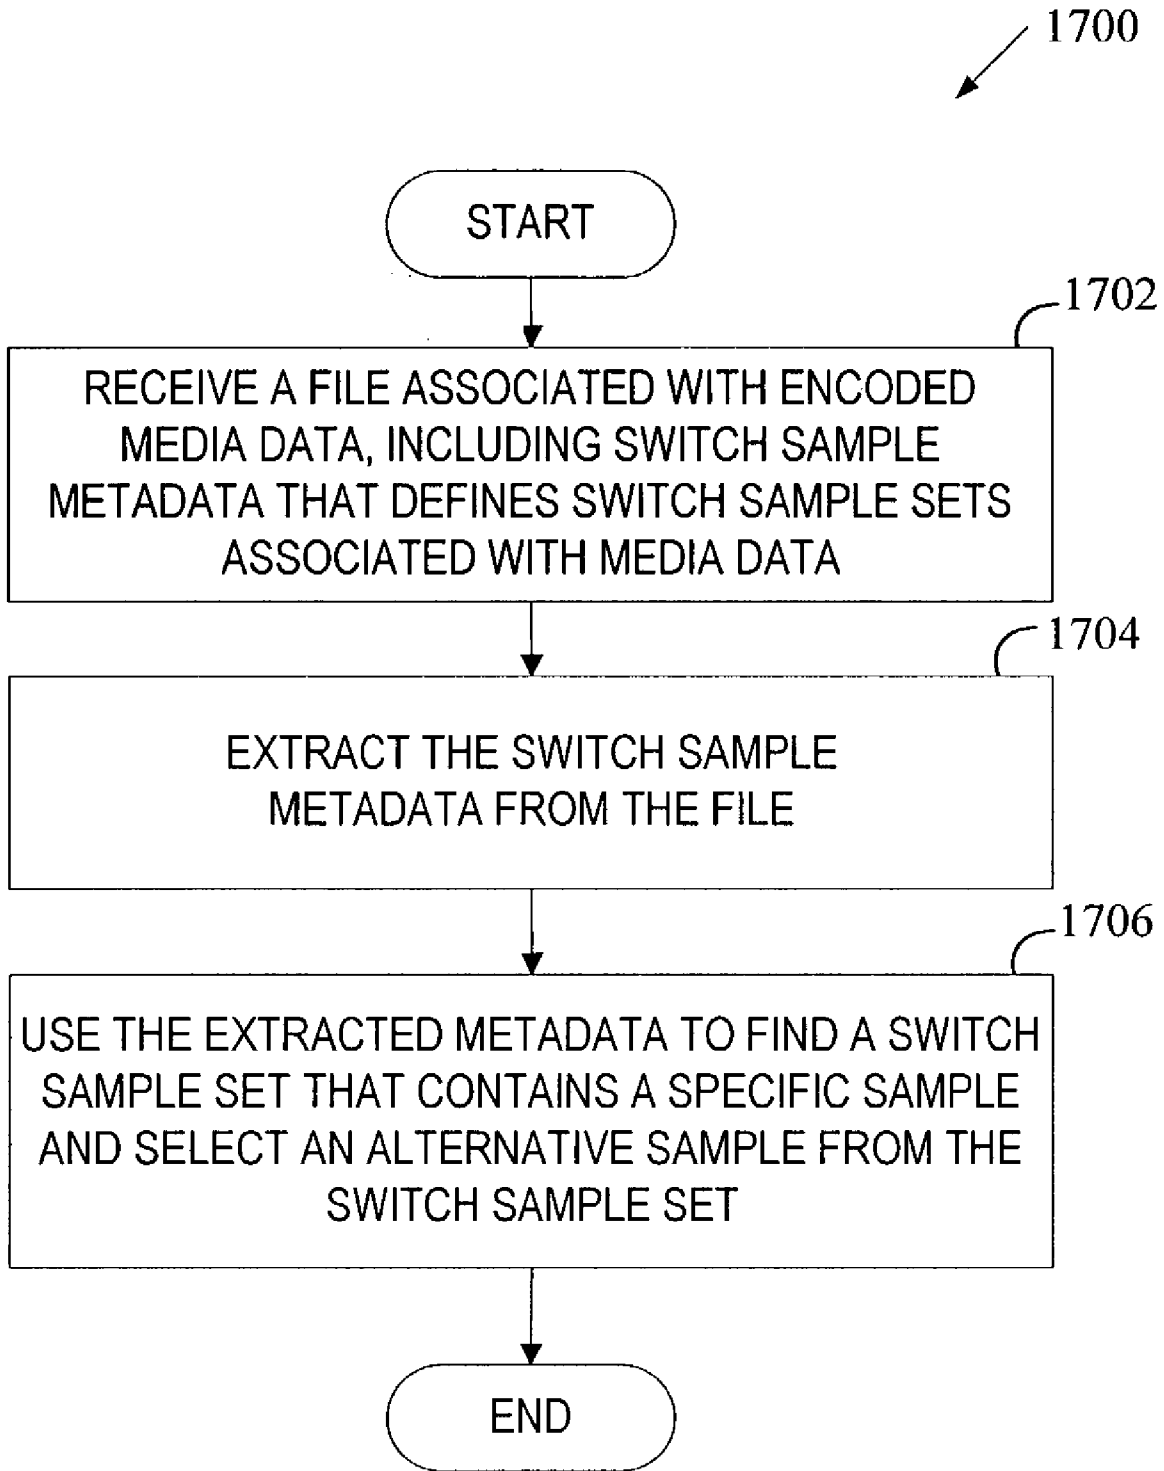 1700
START
1702
RECEIVE A FILE ASSOCIATED WITH ENCODED
MEDIA DATA, INCLUDING SWITCH SAMPLE
METADATA THAT DEFINES SWITCH SAMPLE SETS
ASSOCIATED WITH MEDIA DATA
1704
EXTRACT THE SWITCH SAMPLE
METADATA FROM THE FILE
1706
USE THE EXTRACTED METADATA TO FIND A SWITCH
SAMPLE SET THAT CONTAINS A SPECIFIC SAMPLE
AND SELECT AN ALTERNATIVE SAMPLE FROM THE
SWITCH SAMPLE SET
END